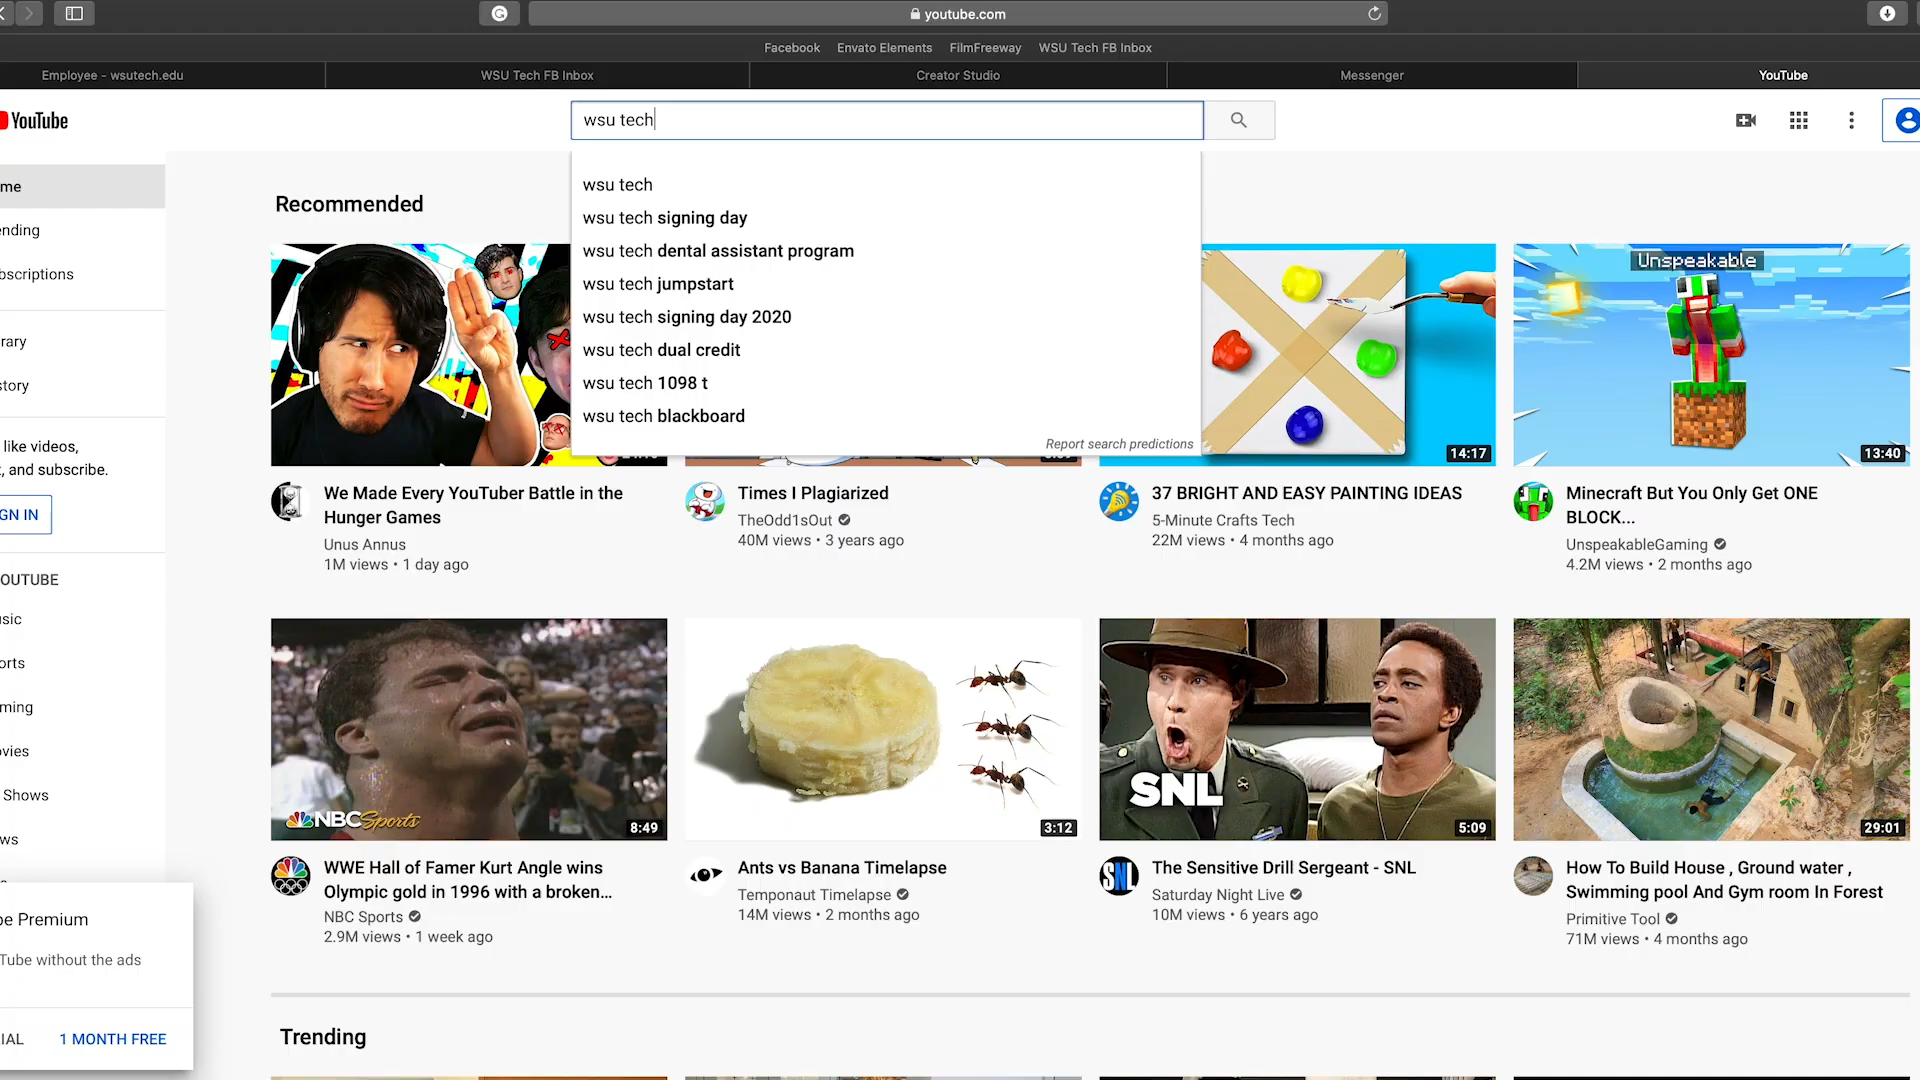 youtube.com
Facebook Envato Elements FilmFreeway WSU Tech FB Inbox
Employee - wsutech.edu WSU Tech FB Inbox Creator Studio Messenger YouTube
YouTube
wsu tech
me
ending
bscriptions
rary
story
like videos,
, and subscribe.
GN IN
OUTUBE
sic
orts
ming
ovies
Shows
ws
be Premium
Tube without the ads
IAL 1 MONTH FREE
wsu tech
wsu tech signing day
wsu tech dental assistant program
wsu tech jumpstart
wsu tech signing day 2020
wsu tech dual credit
wsu tech 1098 t
wsu tech blackboard
Report search predictions
Recommended
Unspeakable
14:17
13:40
We Made Every YouTuber Battle in the
Hunger Games
Unus Annus
1M views • 1 day ago
Times I Plagiarized
TheOdd1sOut
40M views • 3 years ago
37 BRIGHT AND EASY PAINTING IDEAS
5-Minute Crafts Tech
22M views • 4 months ago
Minecraft But You Only Get ONE
BLOCK...
UnspeakableGaming
4.2M views • 2 months ago
NBC Sports
8:49
3:12
SNL
5:09
29:01
WWE Hall of Famer Kurt Angle wins
Olympic gold in 1996 with a broken...
NBC Sports
2.9M views • 1 week ago
Ants vs Banana Timelapse
Temponaut Timelapse
14M views • 2 months ago
SNL
The Sensitive Drill Sergeant - SNL
Saturday Night Live
10M views • 6 years ago
How To Build House , Ground water ,
Swimming pool And Gym room In Forest
Primitive Tool
71M views • 4 months ago
Trending